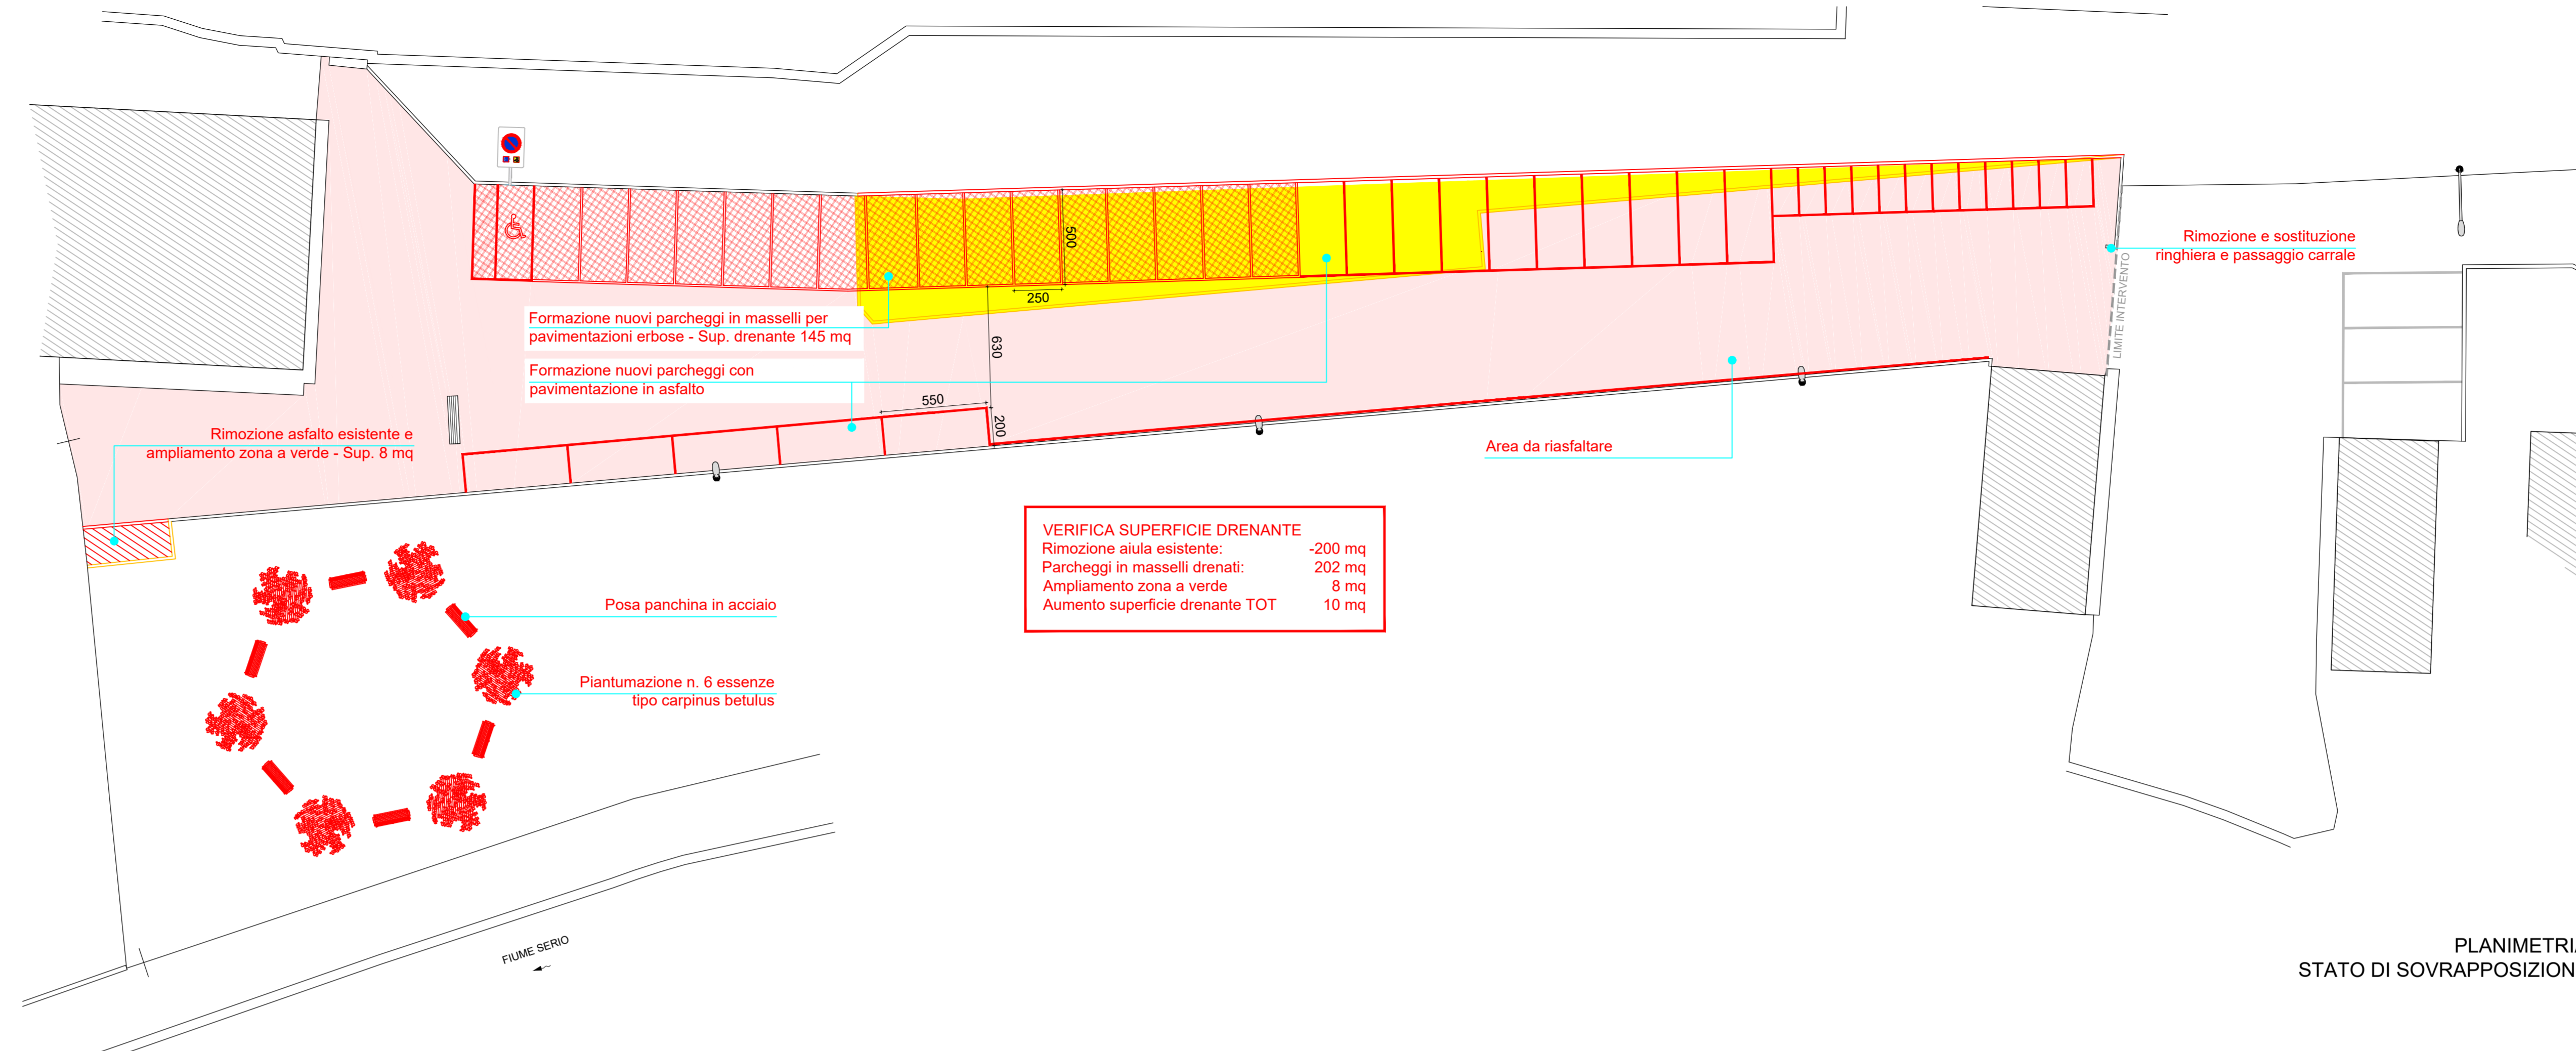 500
250
Formazione nuovi parcheggi in masselli per
pavimentazioni erbose - Sup. drenante 145 mq
Formazione nuovi parcheggi con
pavimentazione in asfalto
630
550
200
Rimozione e sostituzione
ringhiera e passaggio carrale
LIMITE INTERVENTO
Rimozione asfalto esistente e
ampliamento zona a verde - Sup. 8 mq
Area da riasfaltare
VERIFICA SUPERFICIE DRENANTE
Rimozione aiula esistente: -200 mq
Parcheggi in masselli drenati: 202 mq
Ampliamento zona a verde 8 mq
Aumento superficie drenante TOT 10 mq
Posa panchina in acciaio
Piantumazione n. 6 essenze
tipo carpinus betulus
FIUME SERIO
PLANIMETRIA
STATO DI SOVRAPPOSIZION